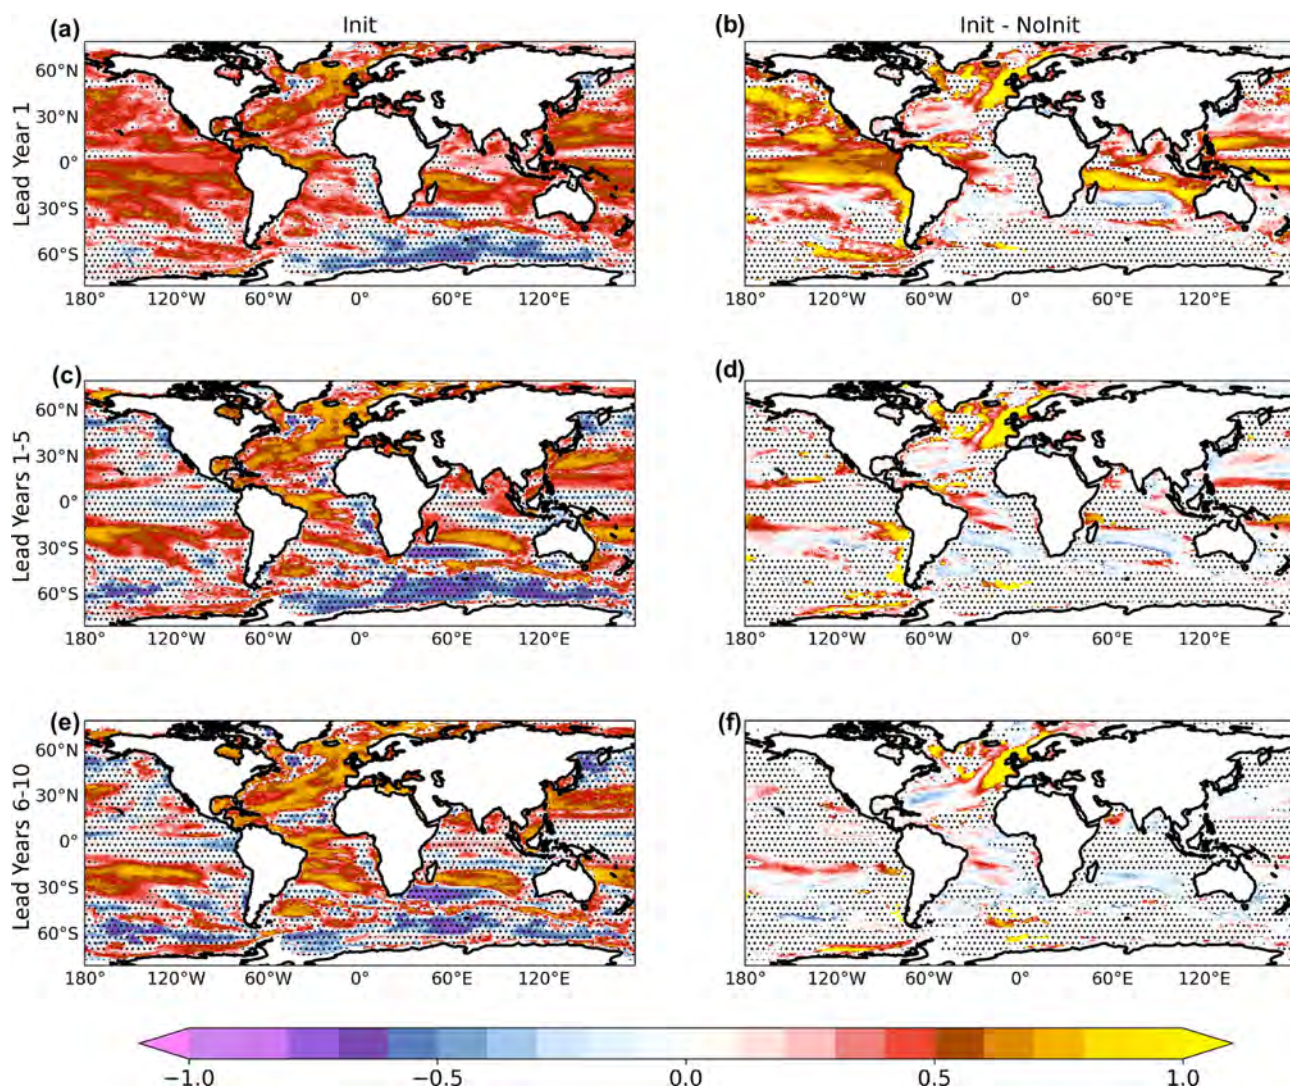 Init
Init - NoInit
(a)
(b)
Lead Year 1
60°N
30°N
0°
30°S
60°S
180° 120°W 60°W 0° 60°E 120°E
180° 120°W 60°W 0° 60°E 120°E
(c)
(d)
Lead Years 1-5
60°N
30°N
0°
30°S
60°S
180° 120°W 60°W 0° 60°E 120°E
180° 120°W 60°W 0° 60°E 120°E
(e)
(f)
Lead Years 6-10
60°N
30°N
0°
30°S
60°S
180° 120°W 60°W 0° 60°E 120°E
180° 120°W 60°W 0° 60°E 120°E
−1.0 −0.5 0.0 0.5 1.0